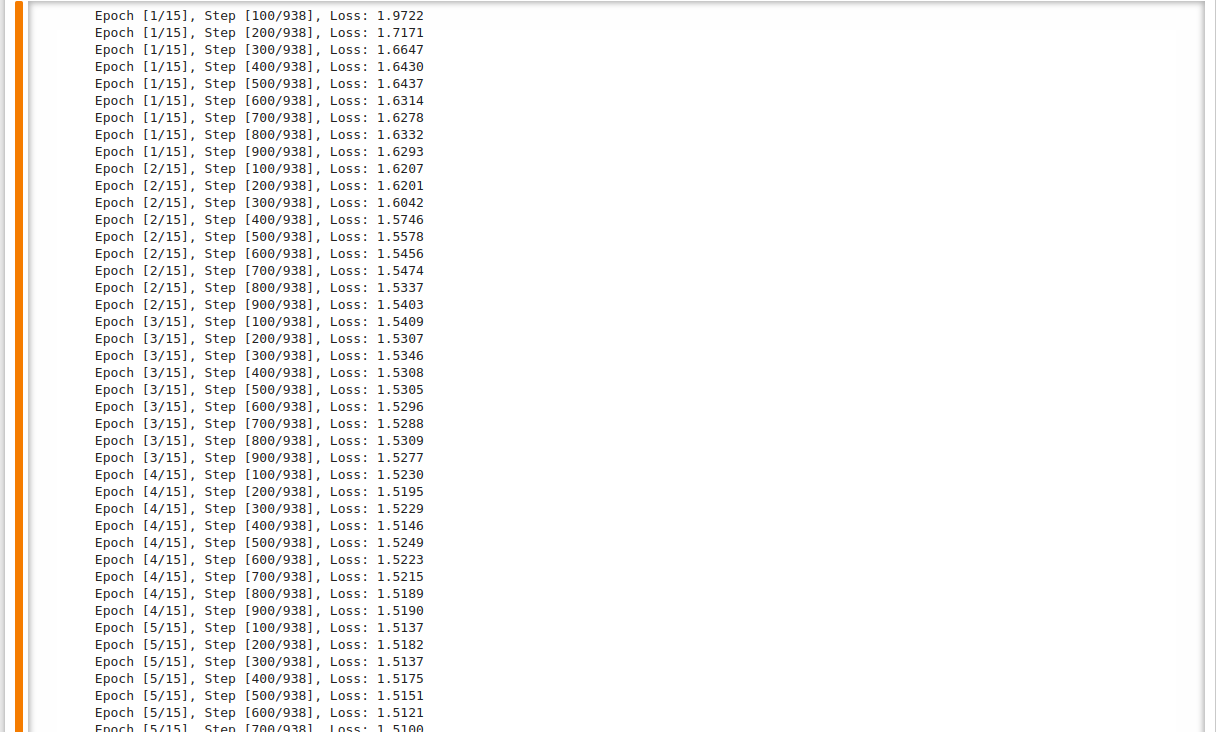 Epoch [1/15], Step [100/938], Loss: 1.9722
Epoch [1/15], Step [200/938], Loss: 1.7171
Epoch [1/15], Step [300/938], Loss: 1.6647
Epoch [1/15], Step [400/938], Loss: 1.6430
Epoch [1/15], Step [500/938], Loss: 1.6437
Epoch [1/15], Step [600/938], Loss: 1.6314
Epoch [1/15], Step [700/938], Loss: 1.6278
Epoch [1/15], Step [800/938], Loss: 1.6332
Epoch [1/15], Step [900/938], Loss: 1.6293
Epoch [2/15], Step [100/938], Loss: 1.6207
Epoch [2/15], Step [200/938], Loss: 1.6201
Epoch [2/15], Step [300/938], Loss: 1.6042
Epoch [2/15], Step [400/938], Loss: 1.5746
Epoch [2/15], Step [500/938], Loss: 1.5578
Epoch [2/15], Step [600/938], Loss: 1.5456
Epoch [2/15], Step [700/938], Loss: 1.5474
Epoch [2/15], Step [800/938], Loss: 1.5337
Epoch [2/15], Step [900/938], Loss: 1.5403
Epoch [3/15], Step [100/938], Loss: 1.5409
Epoch [3/15], Step [200/938], Loss: 1.5307
Epoch [3/15], Step [300/938], Loss: 1.5346
Epoch [3/15], Step [400/938], Loss: 1.5308
Epoch [3/15], Step [500/938], Loss: 1.5305
Epoch [3/15], Step [600/938], Loss: 1.5296
Epoch [3/15], Step [700/938], Loss: 1.5288
Epoch [3/15], Step [800/938], Loss: 1.5309
Epoch [3/15], Step [900/938], Loss: 1.5277
Epoch [4/15], Step [100/938], Loss: 1.5230
Epoch [4/15], Step [200/938], Loss: 1.5195
Epoch [4/15], Step [300/938], Loss: 1.5229
Epoch [4/15], Step [400/938], Loss: 1.5146
Epoch [4/15], Step [500/938], Loss: 1.5249
Epoch [4/15], Step [600/938], Loss: 1.5223
Epoch [4/15], Step [700/938], Loss: 1.5215
Epoch [4/15], Step [800/938], Loss: 1.5189
Epoch [4/15], Step [900/938], Loss: 1.5190
Epoch [5/15], Step [100/938], Loss: 1.5137
Epoch [5/15], Step [200/938], Loss: 1.5182
Epoch [5/15], Step [300/938], Loss: 1.5137
Epoch [5/15], Step [400/938], Loss: 1.5175
Epoch [5/15], Step [500/938], Loss: 1.5151
Epoch [5/15], Step [600/938], Loss: 1.5121
Epoch [5/15], Step [700/938], Loss: 1.5100